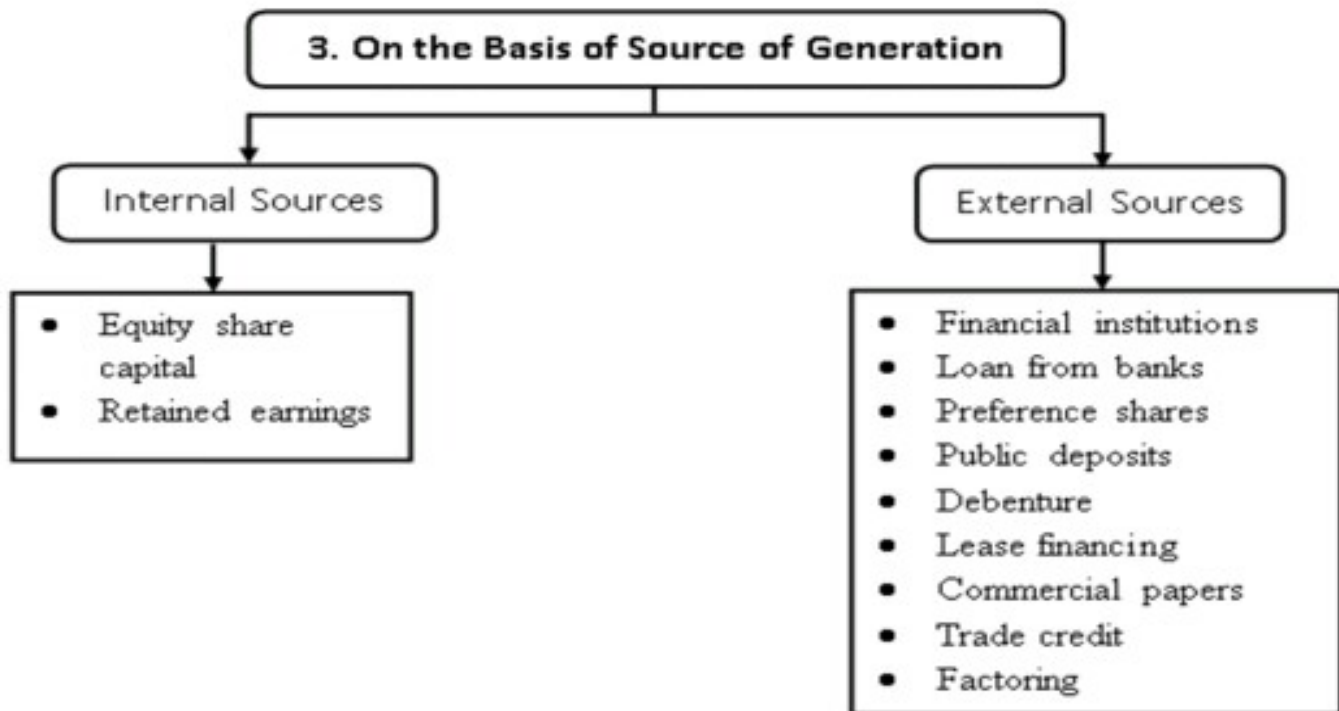 3. On the Basis of Source of Generation
Internal Sources
External Sources
• Equity share
capital
• Retained earnings
• Financial institutions
• Loan from banks
• Preference shares
• Public deposits
• Debenture
• Lease financing
• Commercial papers
• Trade credit
• Factoring